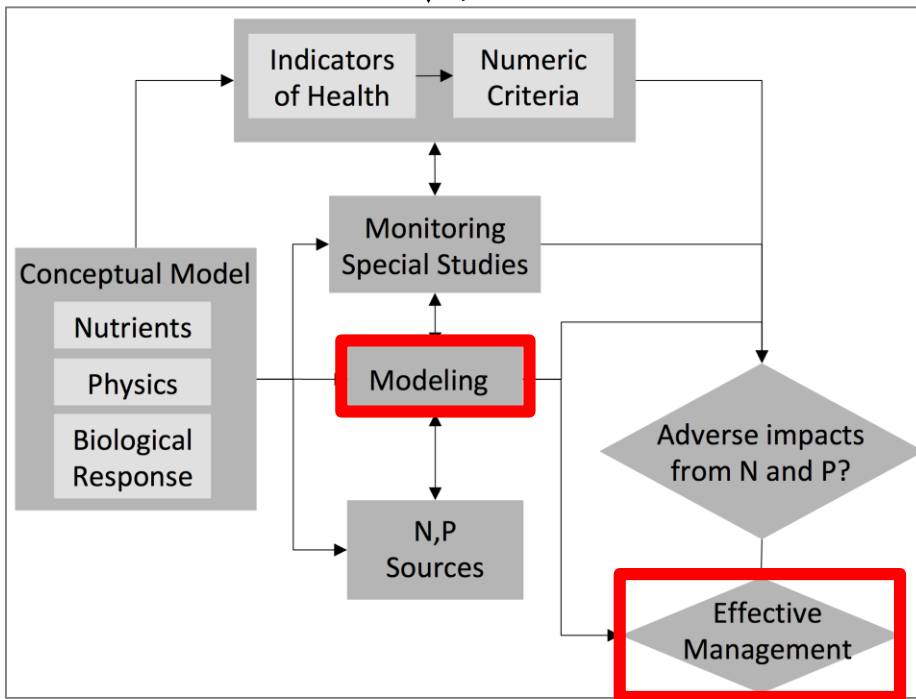 Indicators
of Health
Numeric
Criteria
Monitoring
Special Studies
Conceptual Model
Nutrients
Physics
Biological
Response
Modeling
N,P
Sources
Adverse impacts
from N and P?
Effective
Management